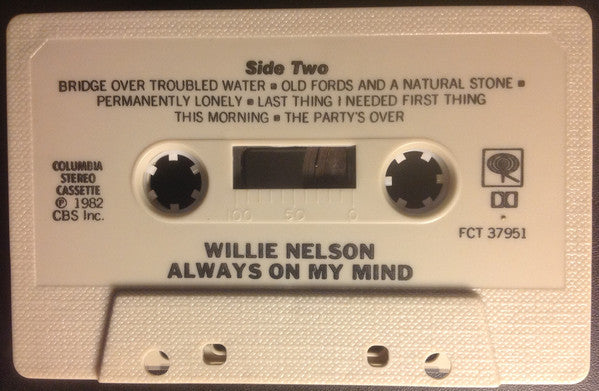 Side Two
BRIDGE OVER TROUBLED WATER ■ OLD FORDS AND A NATURAL STONE ■
PERMANENTLY LONELY ■ LAST THING I NEEDED FIRST THING
THIS MORNING ■ THE PARTY'S OVER
COLUMBIA
STEREO
CASSETTE
℗ 1982
CBS Inc.
100 50 0
FCT 37951
WILLIE NELSON
ALWAYS ON MY MIND